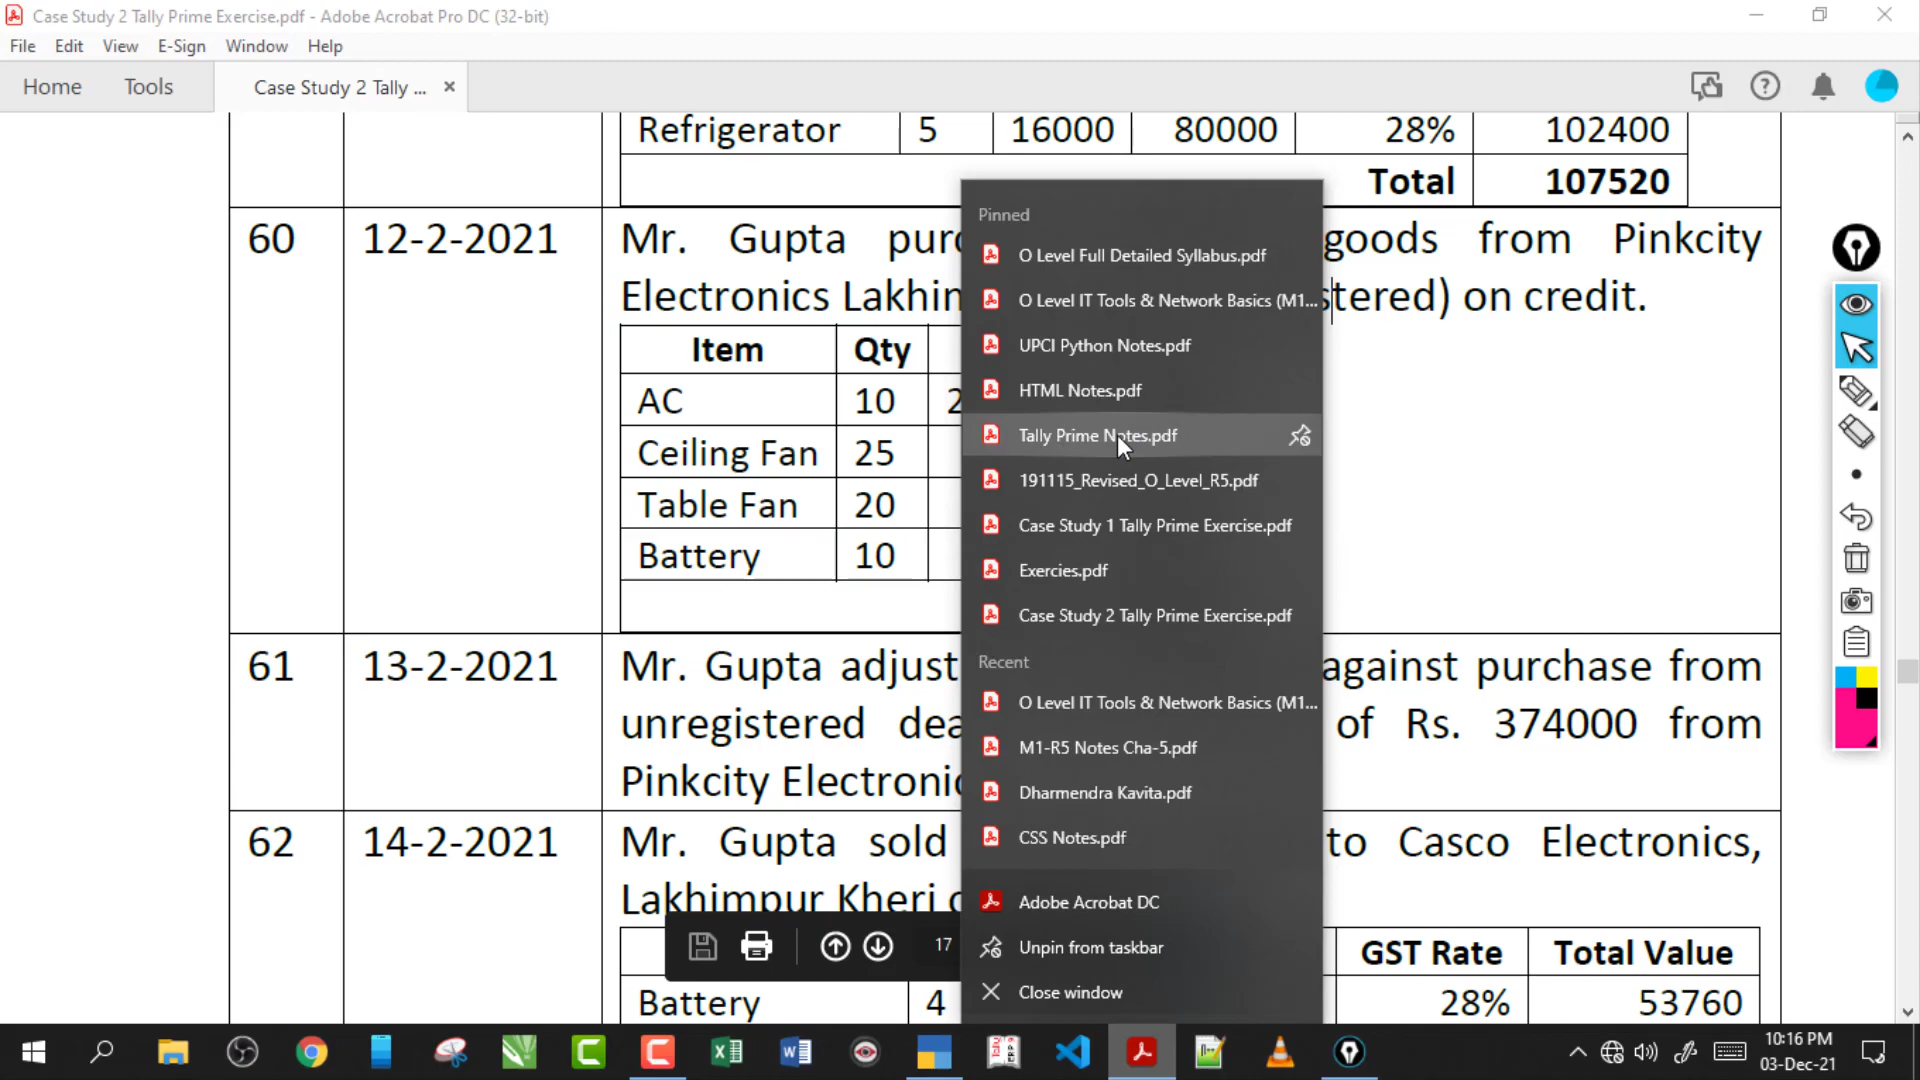 Case Study 2 Tally Prime Exercise.pdf - Adobe Acrobat Pro DC (32-bit)
File Edit View E-Sign Window Help
Home Tools Case Study 2 Tally ...
Refrigerator 5 16000 80000 28% 102400
Total 107520
60 12-2-2021 Mr. Gupta goods from Pinkcity
Electronics on credit.
Item Qty
AC 10
Ceiling Fan 25
Table Fan 20
Battery 10
61 13-2-2021 Mr. Gupta against purchase from
unregistered of Rs. 374000 from
Pinkcity
62 14-2-2021 Mr. Gupta sold to Casco Electronics,
Lakhimpur Kheri
GST Rate Total Value
Battery 4 28% 53760
17
Pinned
O Level Full Detailed Syllabus.pdf
O Level IT Tools & Network Basics (M1...
UPCI Python Notes.pdf
HTML Notes.pdf
Tally Prime Notes.pdf
191115_Revised_O_Level_R5.pdf
Case Study 1 Tally Prime Exercise.pdf
Exercies.pdf
Case Study 2 Tally Prime Exercise.pdf
Recent
O Level IT Tools & Network Basics (M1...
M1-R5 Notes Cha-5.pdf
Dharmendra Kavita.pdf
CSS Notes.pdf
Adobe Acrobat DC
Unpin from taskbar
Close window
10:16 PM
03-Dec-21